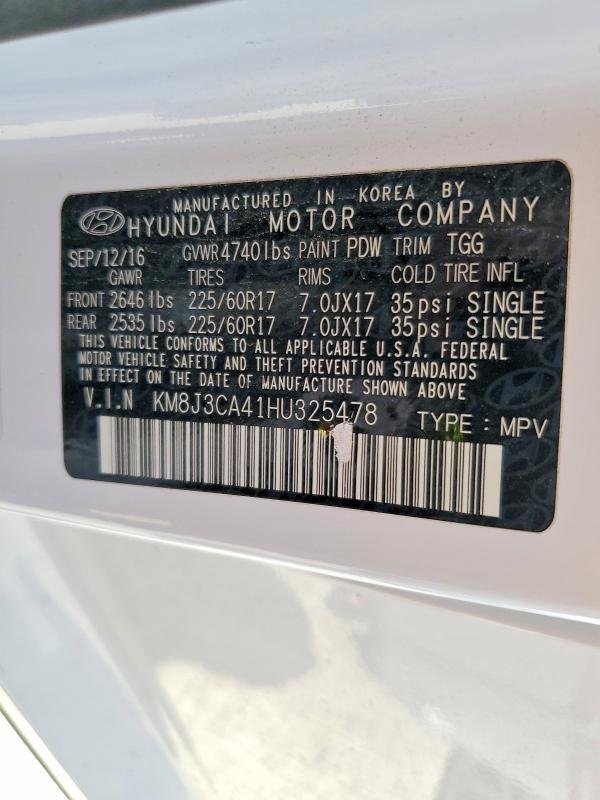 MANUFACTURED IN KOREA BY
HYUNDAI MOTOR COMPANY
SEP/12/16 GVWR 4740 lbs PAINT PDW TRIM TGG
GAWR TIRES RIMS COLD TIRE INFL
FRONT 2646 lbs 225/60R17 7.0JX17 35psi SINGLE
REAR 2535 lbs 225/60R17 7.0JX17 35psi SINGLE
THIS VEHICLE CONFORMS TO ALL APPLICABLE U.S.A. FEDERAL
MOTOR VEHICLE SAFETY AND THEFT PREVENTION STANDARDS
IN EFFECT ON THE DATE OF MANUFACTURE SHOWN ABOVE
V.I.N KM8J3CA41HU325478 TYPE : MPV